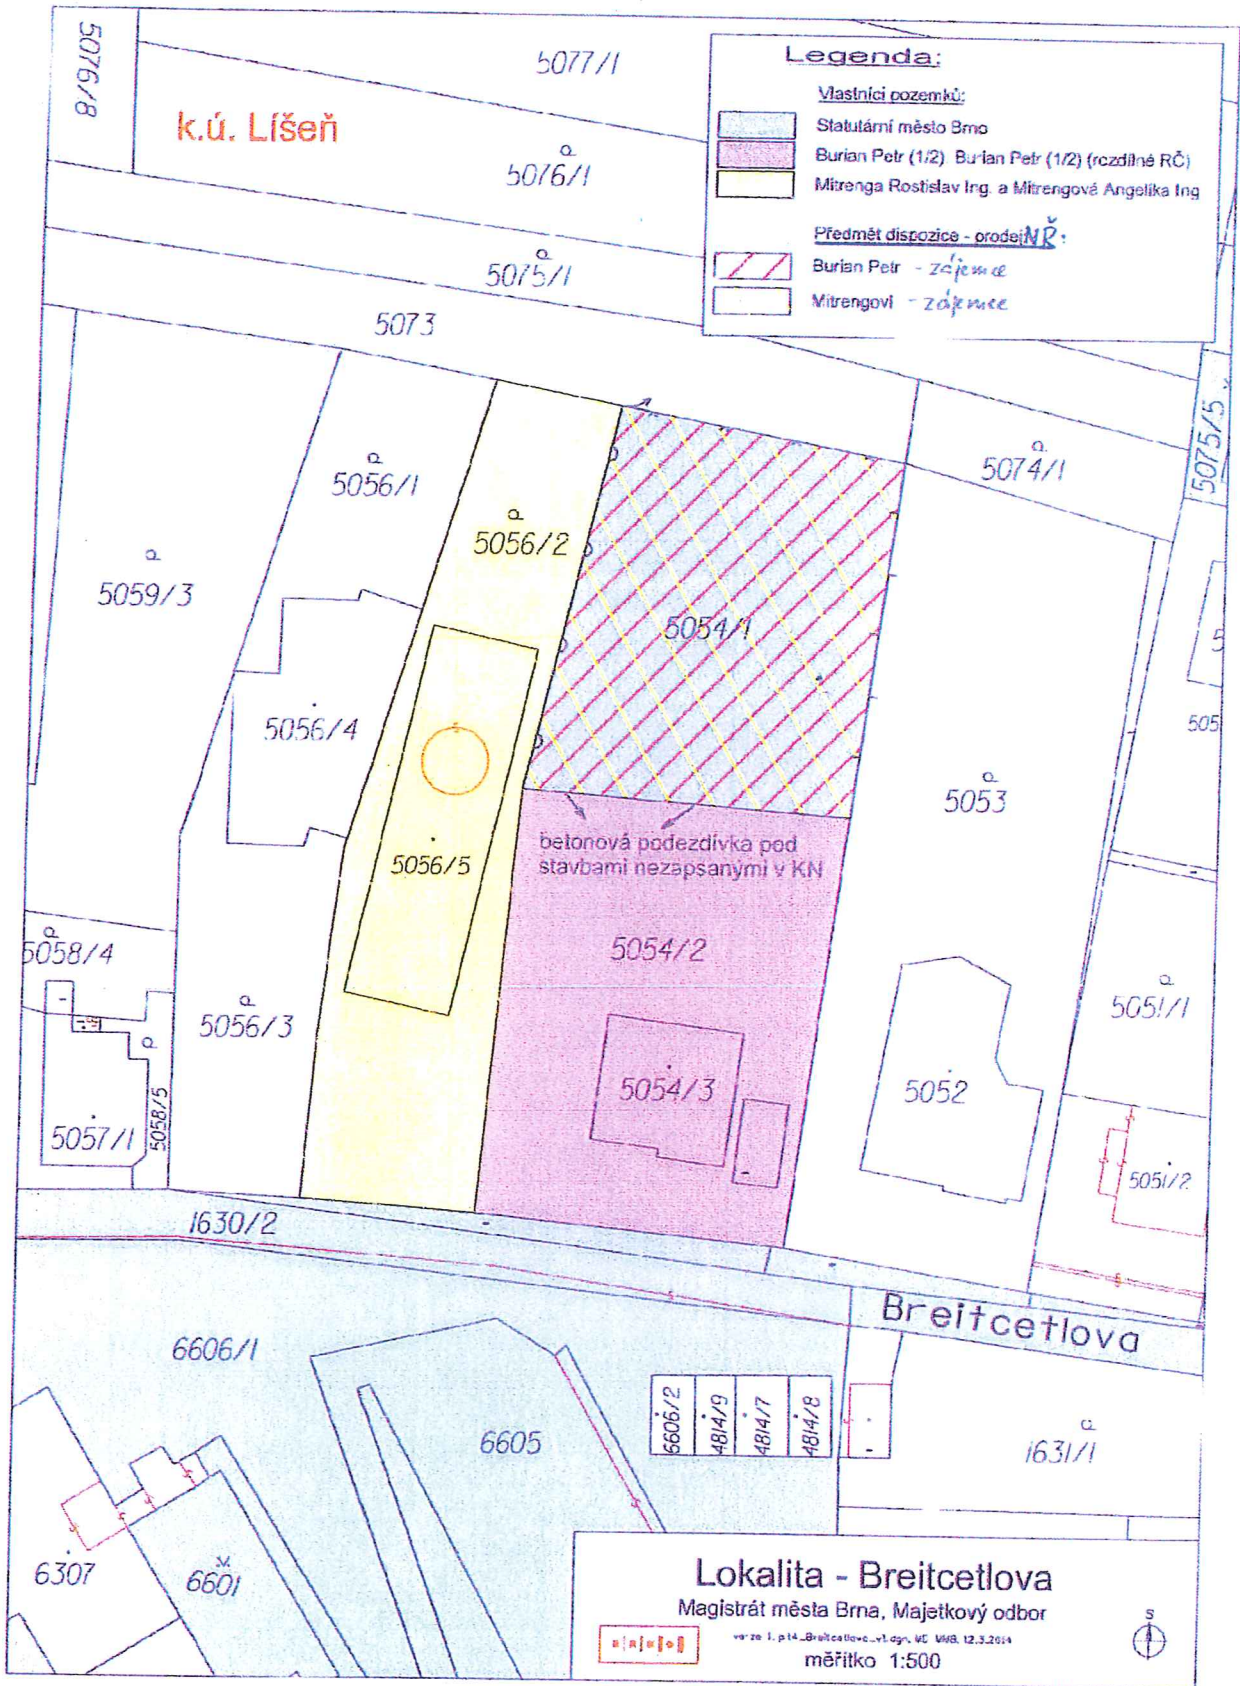 5076/8
5077/1
k.ú. Líšeň
5076/1
5075/1
5073
Legenda:
Vlastníci pozemků:
Statutární město Brno
Burian Petr (1/2) Burian Petr (1/2) (rozdílné RČ)
Mitrenga Rostislav Ing. a Mitrengová Angelika Ing
Předmět dispozice - prodej NŘ:
Burian Petr - zájemce
Mitrengovi - zájemce
5056/1
5056/2
5074/1
5075/5
5059/3
5054/1
5056/4
505
5053
5056/5
betonová podezdívka pod
stavbami nezapsanými v KN
5058/4
5054/2
5056/3
5051/1
5054/3
5052
5057/1
5058/5
5051/2
1630/2
Breitcetlova
6606/1
6605
6606/2
4814/9
4814/7
4814/8
1631/1
6307
6601
Lokalita - Breitcetlova
Magistrát města Brna, Majetkový odbor
12.3.2014
měřítko 1:500
S